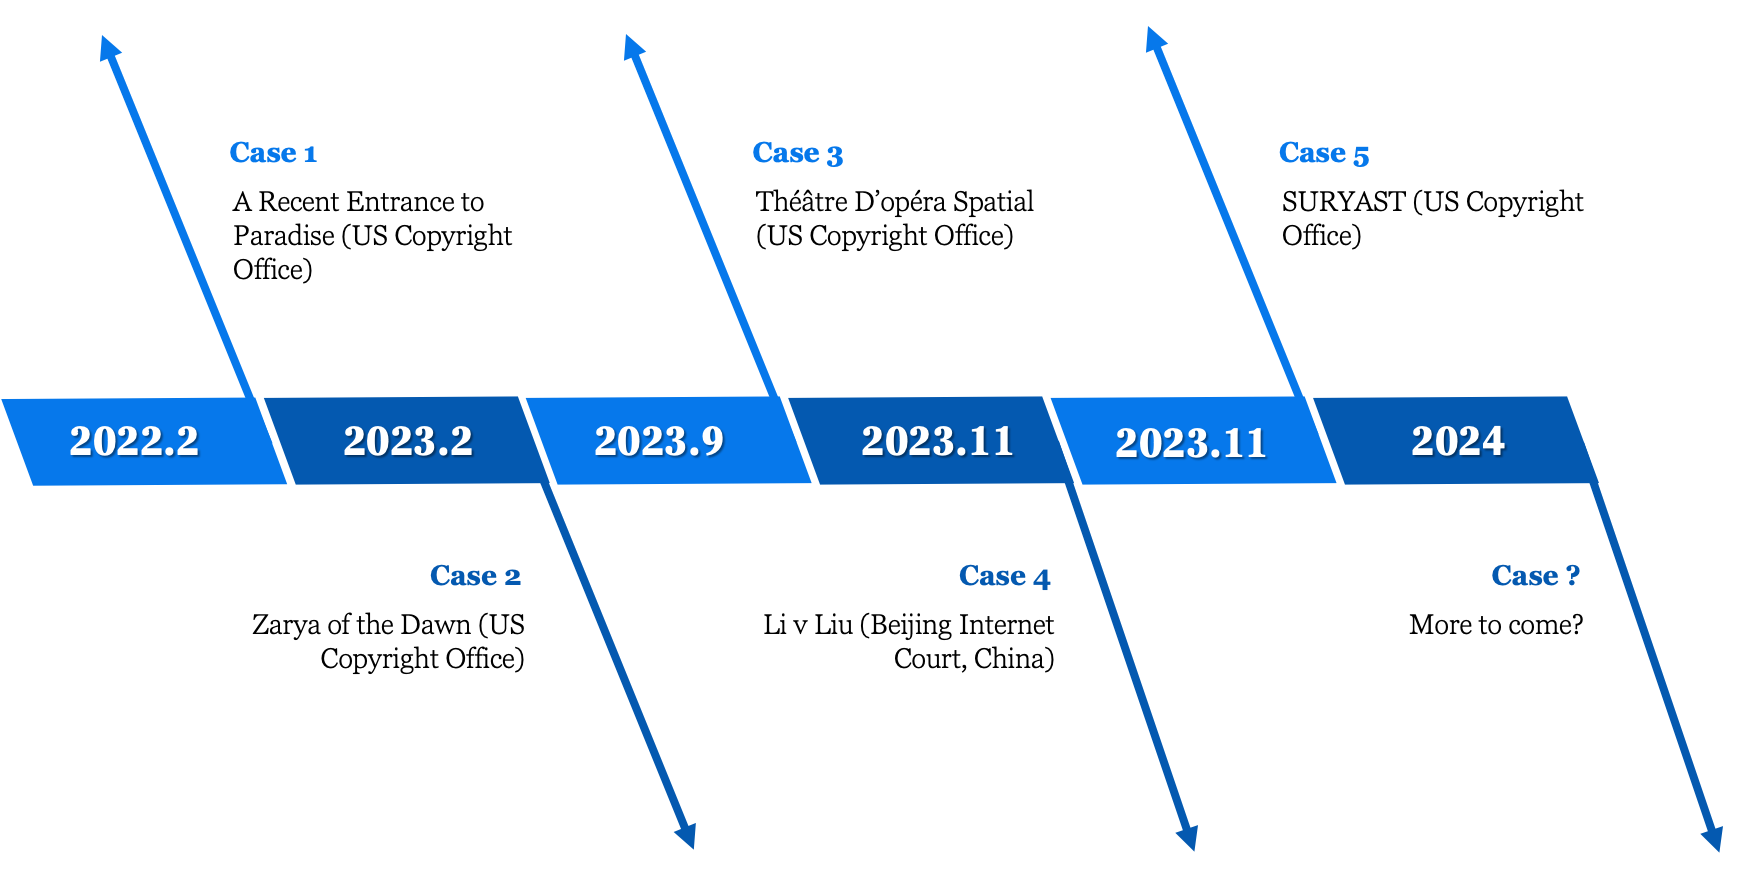 Case 1
A Recent Entrance to
Paradise (US Copyright
Office)
Case 3
Théâtre D’opéra Spatial
(US Copyright Office)
Case 5
SURYAST (US Copyright
Office)
2022.2
2023.2
2023.9
2023.11
2023.11
2024
Case 2
Zarya of the Dawn (US
Copyright Office)
Case 4
Li v Liu (Beijing Internet
Court, China)
Case ?
More to come?